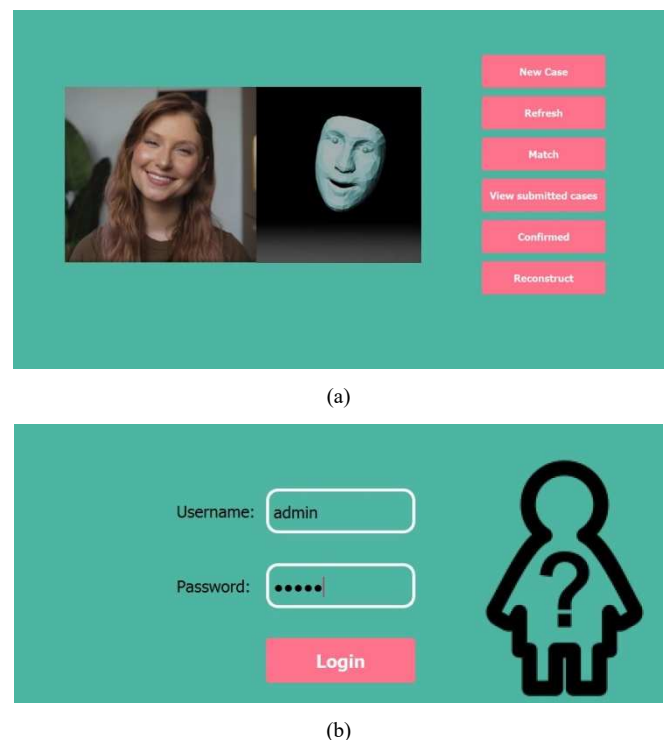 New Case
Refresh
Match
View submitted cases
Confirmed
Reconstruct
(a)
Username: admin
Password: •••••
?
Login
(b)